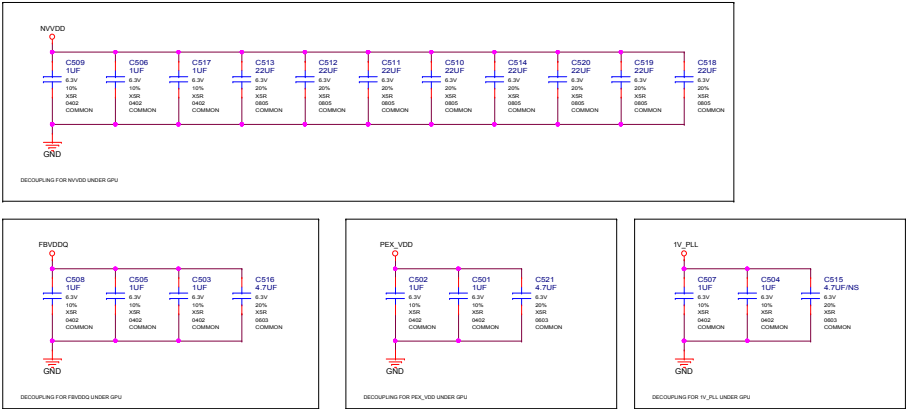 NVVDD
C509
1UF
6.3V
10%
X5R
0402
COMMON
C506
1UF
6.3V
10%
X5R
0402
COMMON
C517
1UF
6.3V
10%
X5R
0402
COMMON
C513
22UF
6.3V
20%
X5R
0805
COMMON
C512
22UF
6.3V
20%
X5R
0805
COMMON
C511
22UF
6.3V
20%
X5R
0805
COMMON
C510
22UF
6.3V
20%
X5R
0805
COMMON
C514
22UF
6.3V
20%
X5R
0805
COMMON
C520
22UF
6.3V
20%
X5R
0805
COMMON
C519
22UF
6.3V
20%
X5R
0805
COMMON
C518
22UF
6.3V
20%
X5R
0805
COMMON
GND
DECOUPLING FOR NVVDD UNDER GPU
FBVDDQ
C508
1UF
6.3V
10%
X5R
0402
COMMON
C505
1UF
6.3V
10%
X5R
0402
COMMON
C503
1UF
6.3V
10%
X5R
0402
COMMON
C516
4.7UF
6.3V
20%
X5R
0603
COMMON
GND
DECOUPLING FOR FBVDDQ UNDER GPU
PEX_VDD
C502
1UF
6.3V
10%
X5R
0402
COMMON
C501
1UF
6.3V
10%
X5R
0402
COMMON
C521
4.7UF
6.3V
20%
X5R
0603
COMMON
GND
DECOUPLING FOR PEX_VDD UNDER GPU
1V_PLL
C507
1UF
6.3V
10%
X5R
0402
COMMON
C504
1UF
6.3V
10%
X5R
0402
COMMON
C515
4.7UF/NS
6.3V
20%
X5R
0603
COMMON
GND
DECOUPLING FOR 1V_PLL UNDER GPU